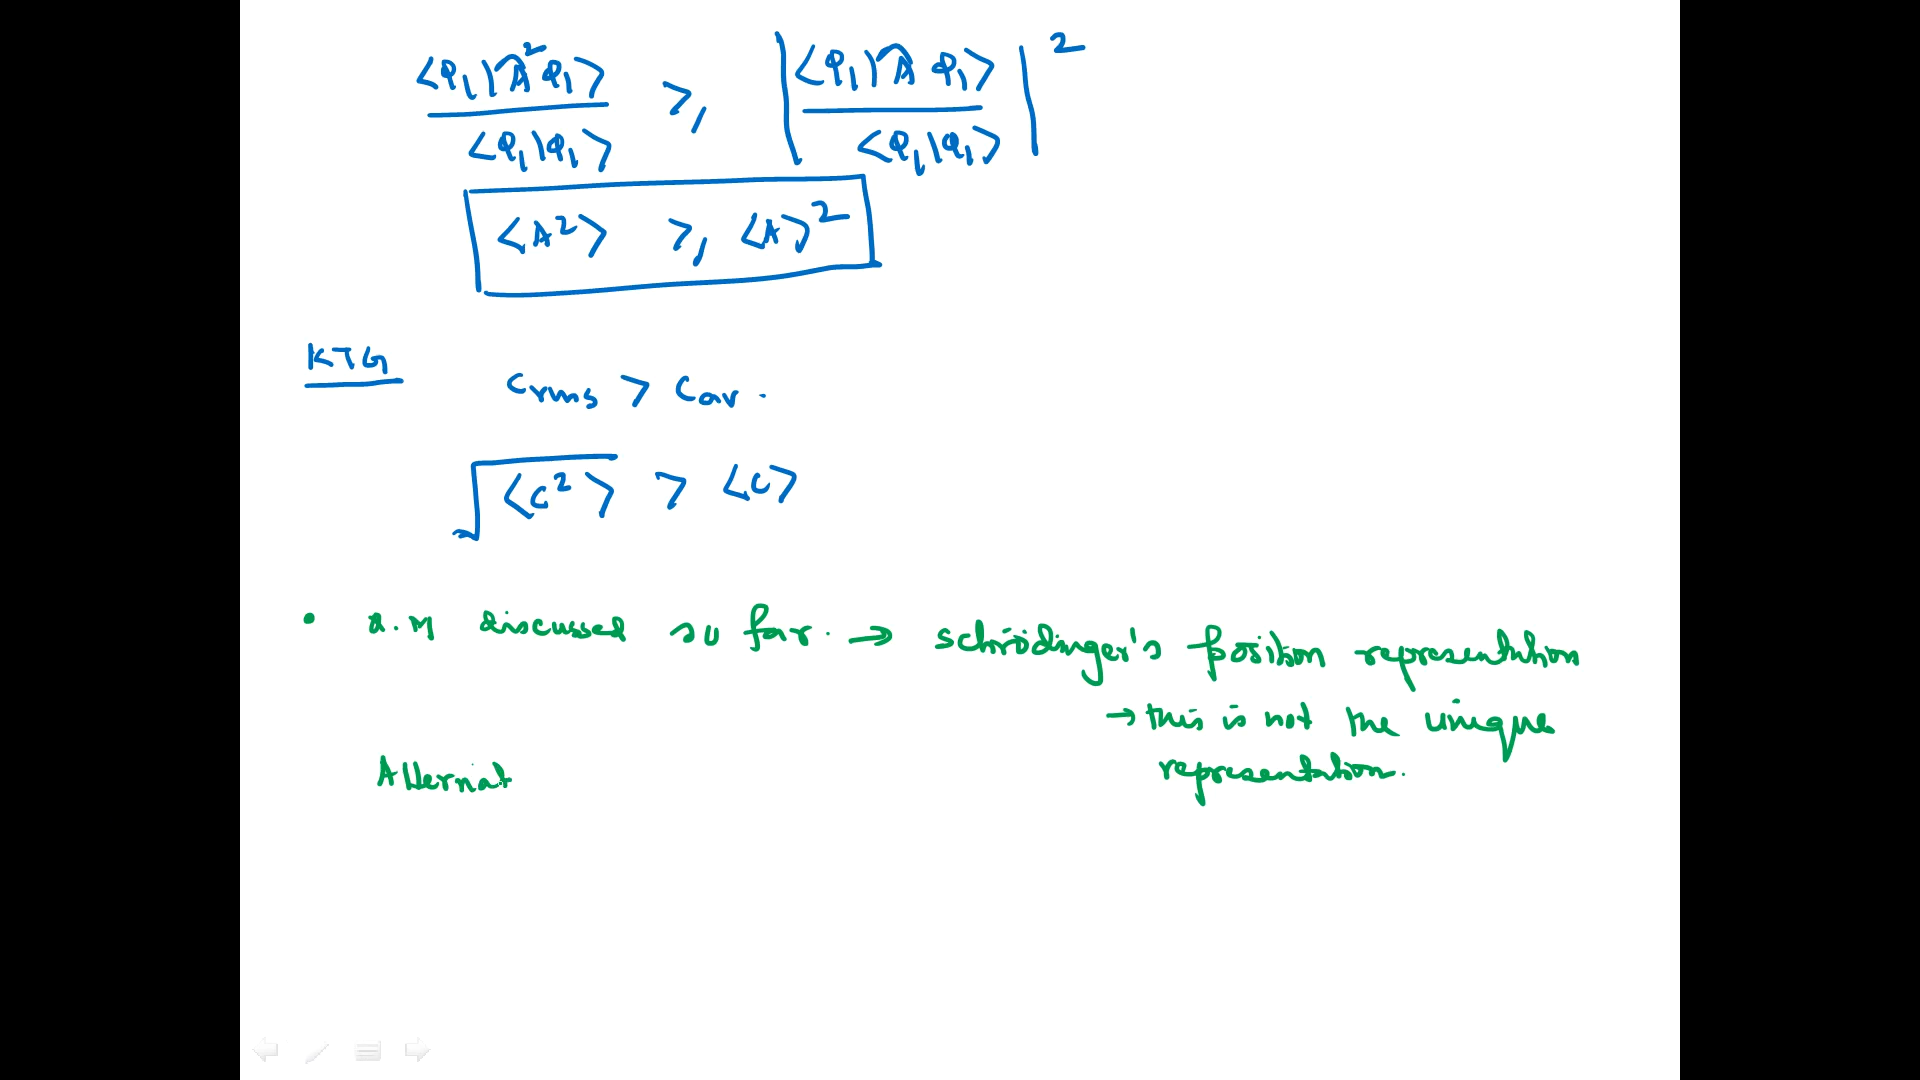 <φ₁|Â²φ₁> / <φ₁|φ₁> ≥ |<φ₁|Â φ₁> / <φ₁|φ₁>|²
<A²> ≥ <A>²
KTG
Crms > Cav.
√<C²> > <C>
• Q.M discussed so far. → schrödinger's position representation
→ this is not the unique
representation.
Alternat